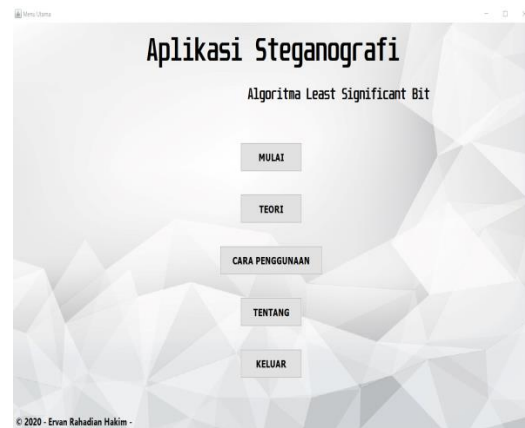 Menu Utama
Aplikasi Steganografi
Algoritma Least Significant Bit
MULAI
TEORI
CARA PENGGUNAAN
TENTANG
KELUAR
© 2020 - Ervan Rahadian Hakim -